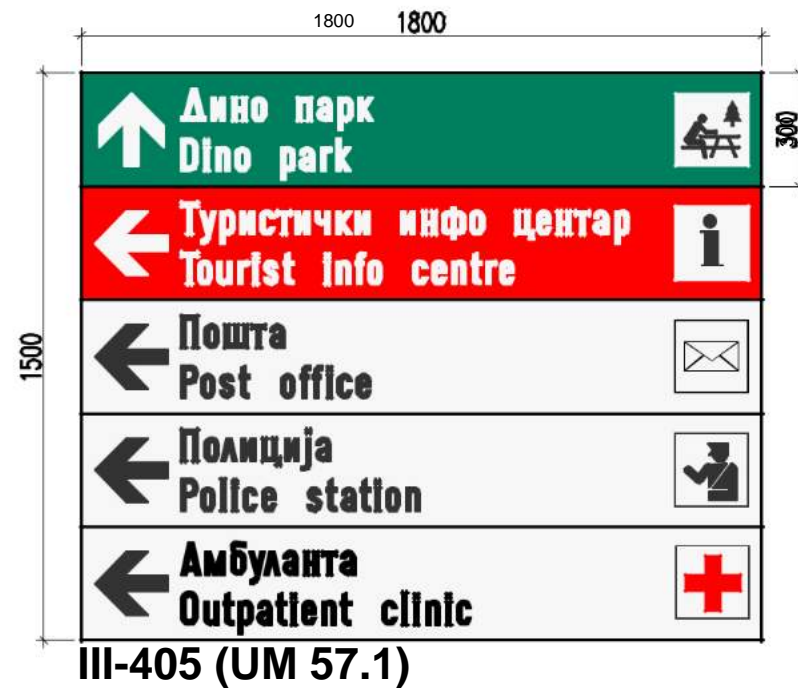 1800 1800
300
1500
Дино парк
Dino park
Туристички инфо центар
Tourist info centre
Пошта
Post office
Полиција
Police station
Амбуланта
Outpatient clinic
III-405 (UM 57.1)